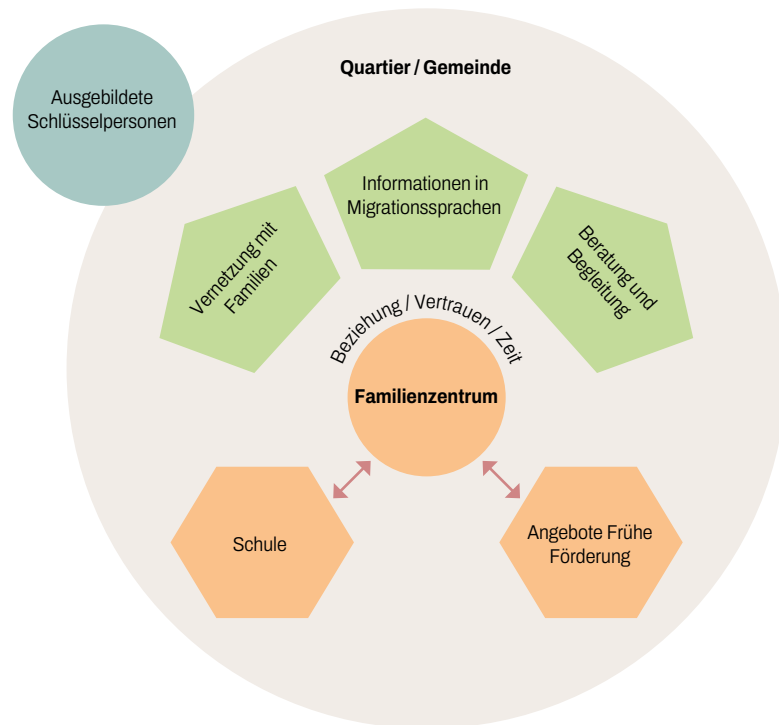 Quartier / Gemeinde
Ausgebildete
Schlüsselpersonen
Informationen in
Migrationssprachen
Vernetzung mit
Familien
Beratung und
Begleitung
Beziehung / Vertrauen / Zeit
Familienzentrum
Schule
Angebote Frühe
Förderung